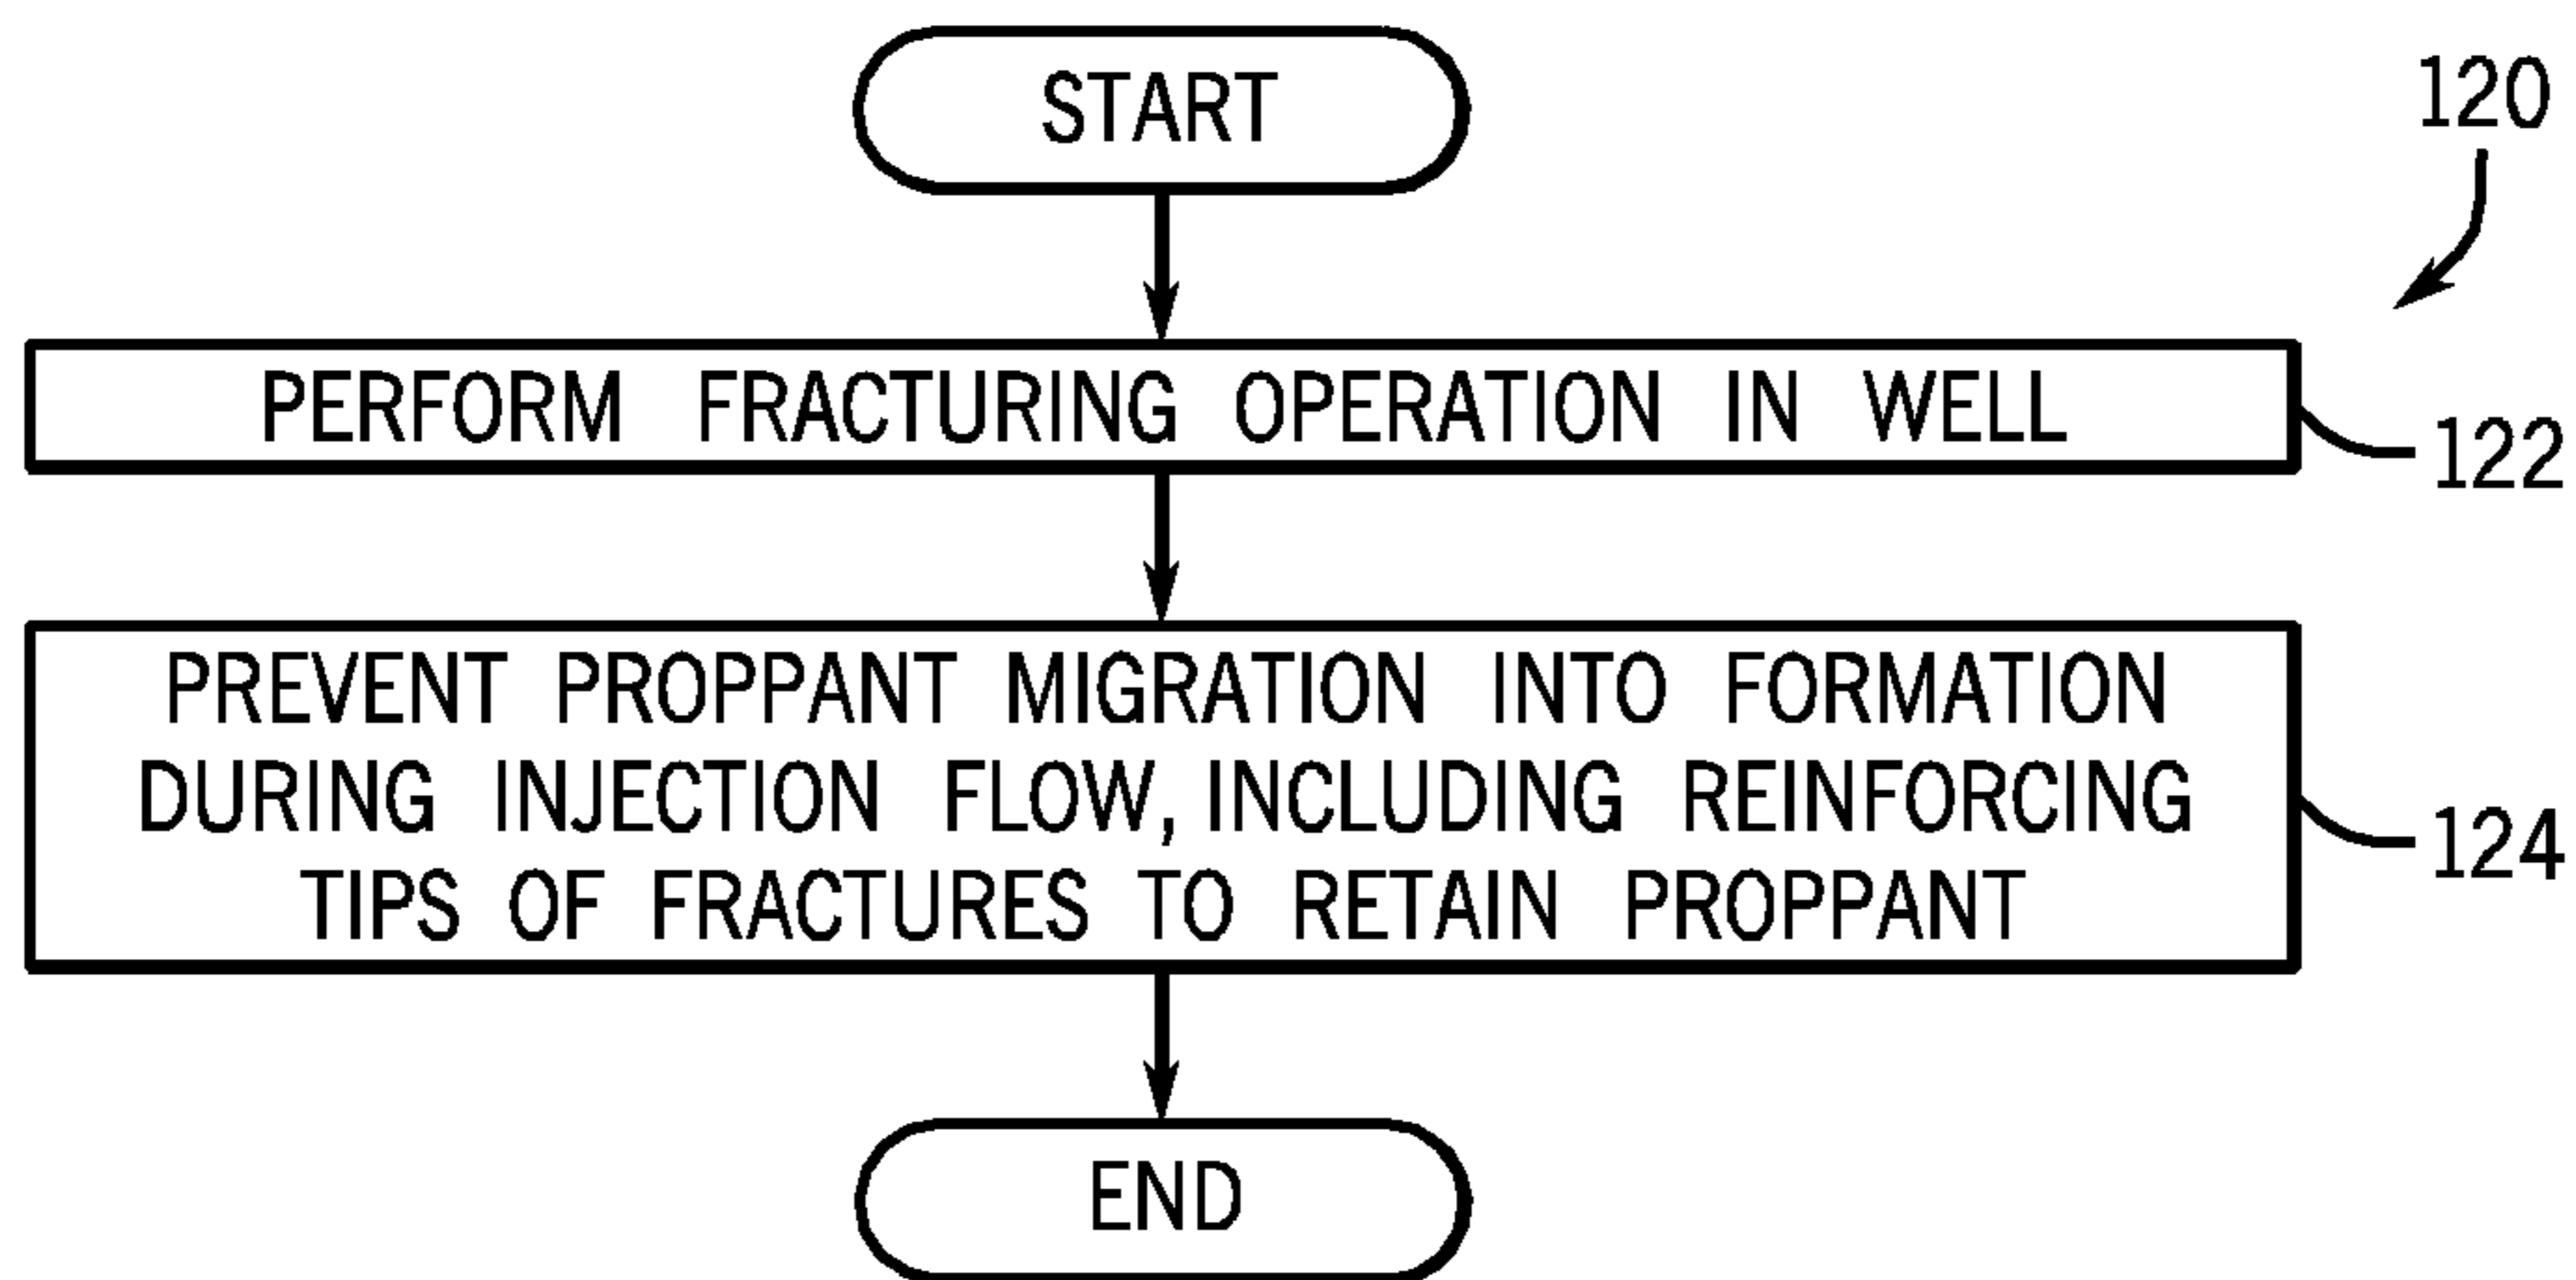 START
120
PERFORM FRACTURING OPERATION IN WELL
122
PREVENT PROPPANT MIGRATION INTO FORMATION
DURING INJECTION FLOW, INCLUDING REINFORCING
TIPS OF FRACTURES TO RETAIN PROPPANT
124
END